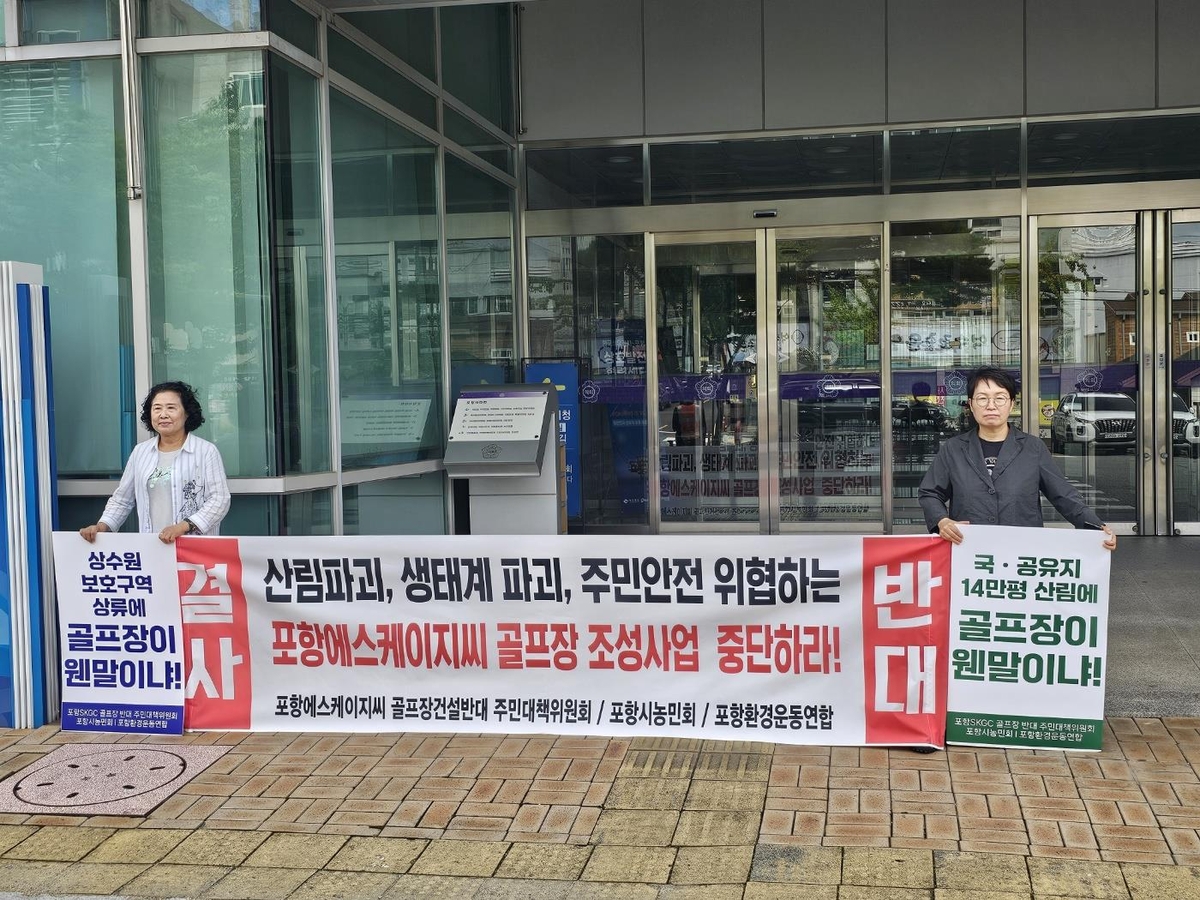 상수원
보호구역
상류에
골프장이
웬말이냐!
포항SKGC 골프장 반대 주민대책위원회
포항시농민회 I 포항환경운동연합
결사
산림파괴, 생태계 파괴, 주민안전 위협하는
포항에스케이지씨 골프장 조성사업 중단하라!
포항에스케이지씨 골프장건설반대 주민대책위원회 / 포항시농민회 / 포항환경운동연합
반대
국·공유지
14만평 산림에
골프장이
웬말이냐!
포항SKGC 골프장 반대 주민대책위원회
포항시농민회 I 포항환경운동연합